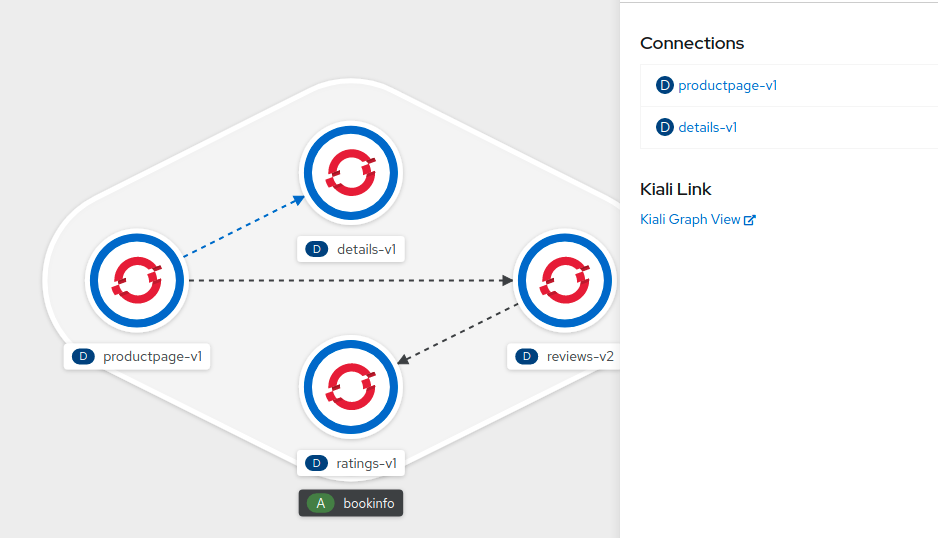 D details-v1
D productpage-v1
D reviews-v2
D ratings-v1
A bookinfo
Connections
D productpage-v1
D details-v1
Kiali Link
Kiali Graph View